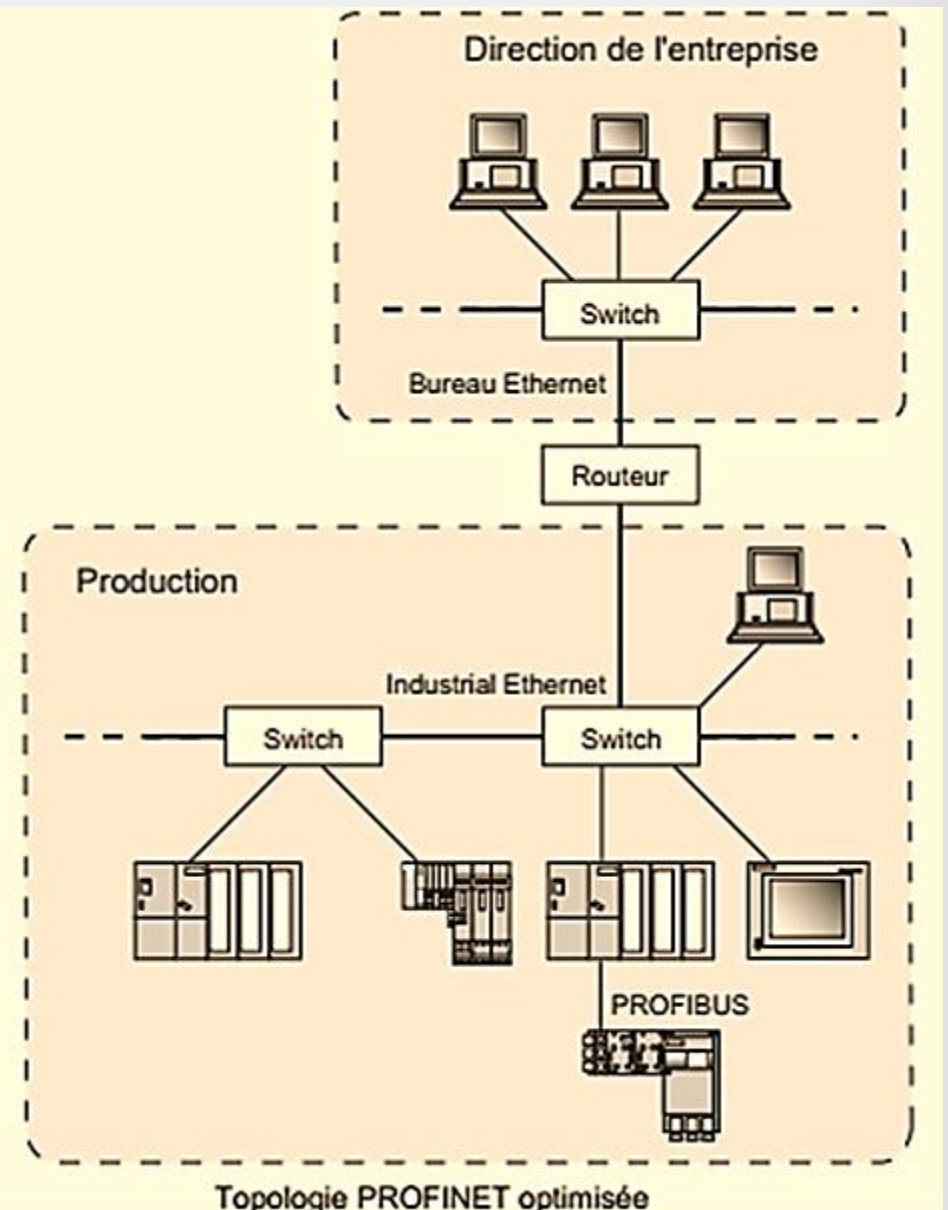 Direction de l'entreprise
Switch
Bureau Ethernet
Routeur
Production
Industrial Ethernet
Switch
Switch
PROFIBUS
Topologie PROFINET optimisée